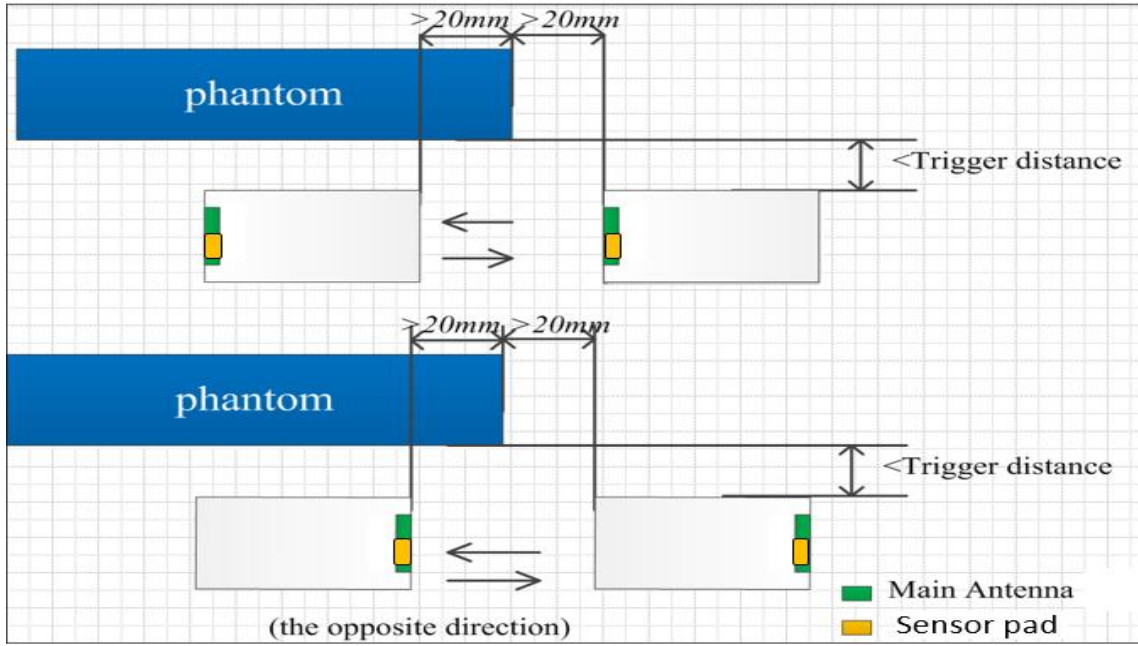 >20mm >20mm
phantom
<Trigger distance
>20mm >20mm
phantom
<Trigger distance
Main Antenna
(the opposite direction)
Sensor pad